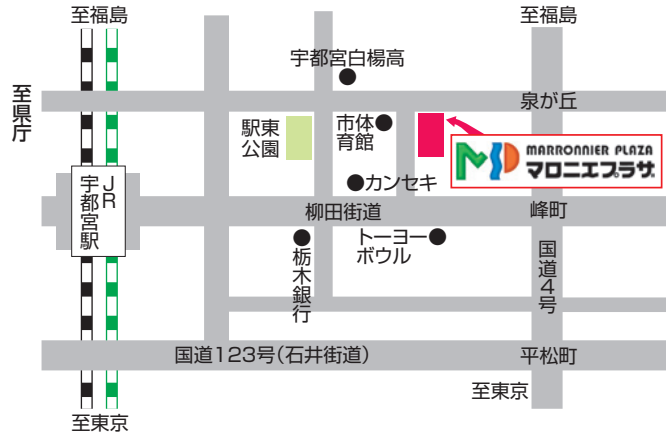 至福島
至福島
宇都宮白楊高
至県庁
泉が丘
駅東
公園
市体
育館
MARRONNIER PLAZA
マロニエプラザ
カンセキ
JR
宇都宮駅
柳田街道
峰町
栃木銀行
トーヨー
ボウル
国道4号
国道123号(石井街道)
平松町
至東京
至東京